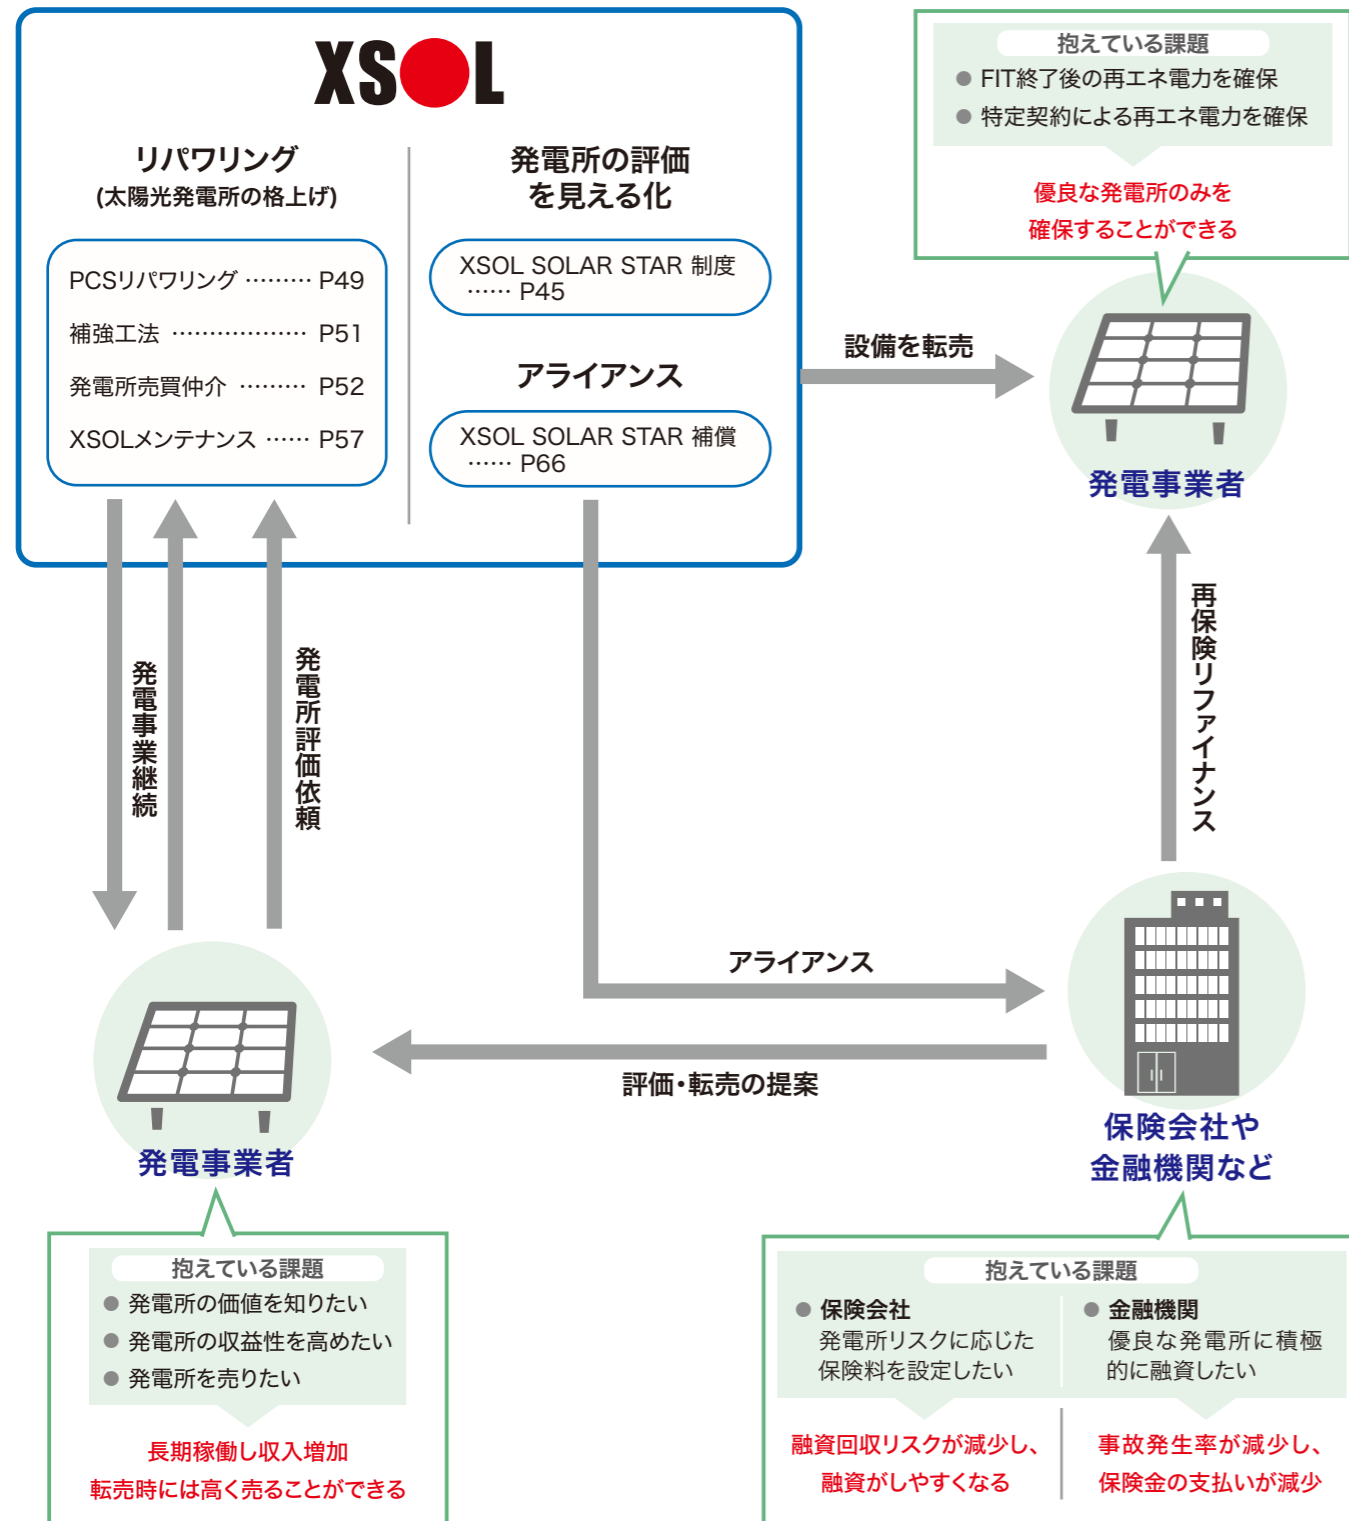 XSOL
リパワリング
(太陽光発電所の格上げ)
PCSリパワリング ……… P49
補強工法 ……………… P51
発電所売買仲介 ……… P52
XSOLメンテナンス …… P57
発電所の評価
を見える化
XSOL SOLAR STAR 制度
…… P45
アライアンス
XSOL SOLAR STAR 補償
…… P66
抱えている課題
● FIT終了後の再エネ電力を確保
● 特定契約による再エネ電力を確保
優良な発電所のみを
確保することができる
設備を転売
発電事業者
発電事業継続
発電所評価依頼
再保険リファイナンス
アライアンス
評価・転売の提案
発電事業者
保険会社や
金融機関など
抱えている課題
● 発電所の価値を知りたい
● 発電所の収益性を高めたい
● 発電所を売りたい
長期稼働し収入増加
転売時には高く売ることができる
抱えている課題
● 保険会社
発電所リスクに応じた
保険料を設定したい
● 金融機関
優良な発電所に積極
的に融資したい
融資回収リスクが減少し、
融資がしやすくなる
事故発生率が減少し、
保険金の支払いが減少